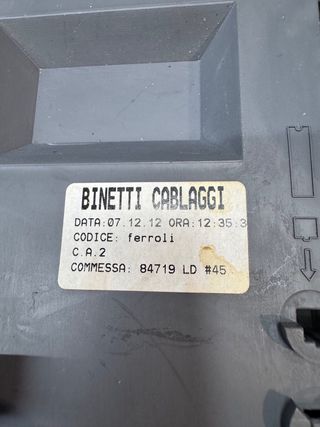 BINETTI CABLAGGI
DATA:07.12.12 ORA:12:35.3
CODICE: ferroli
C.A.2
COMMESSA: 84719 LD #45